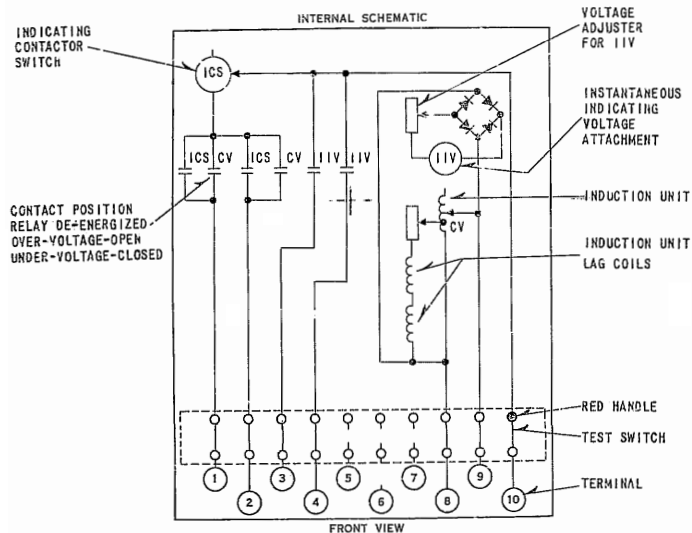 INTERNAL SCHEMATIC
INDICATING
CONTACTOR
SWITCH
VOLTAGE
ADJUSTER
FOR IIV
ICS
INSTANTANEOUS
INDICATING
VOLTAGE
ATTACHMENT
ICS CV ICS CV IIV IIV
IIV
CONTACT POSITION
RELAY DE-ENERGIZED
OVER-VOLTAGE-OPEN
UNDER-VOLTAGE-CLOSED
INDUCTION UNIT
CV
INDUCTION UNIT
LAG COILS
RED HANDLE
TEST SWITCH
1 3 5 7 9
TERMINAL
2 4 6 8 10
FRONT VIEW